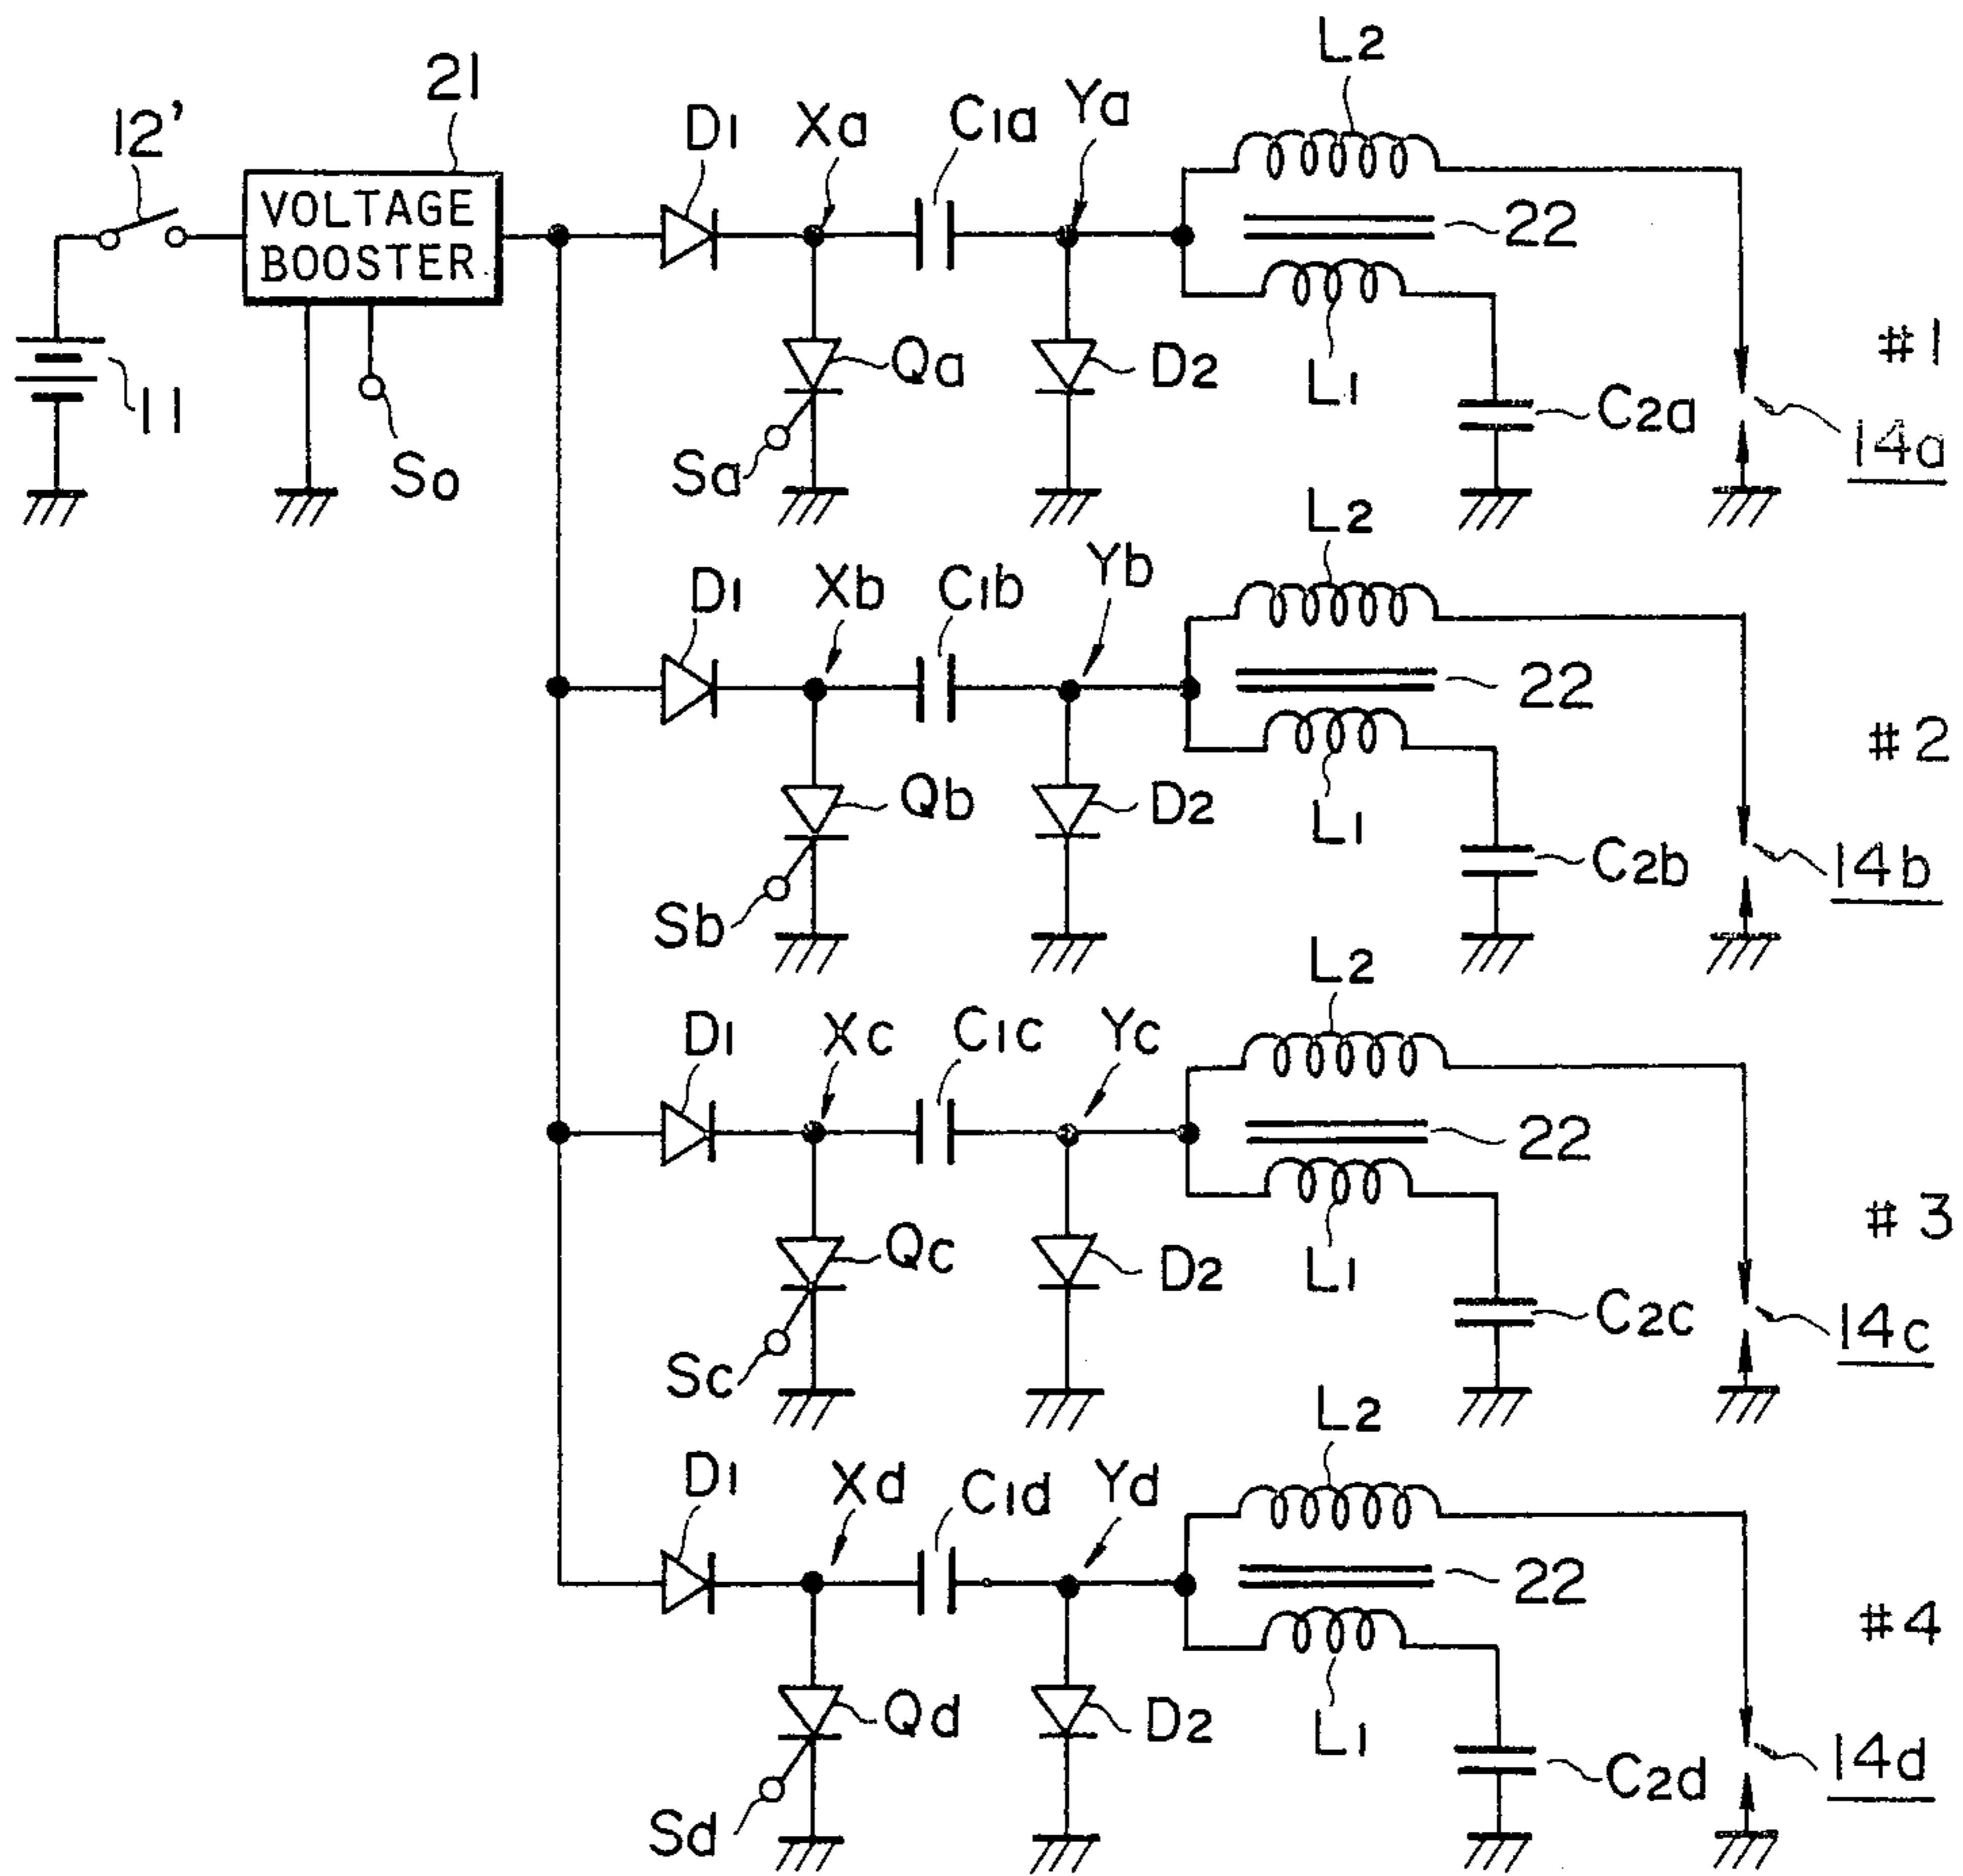 L2
21
12'
D1
Xa
C1a
Ya
VOLTAGE
BOOSTER
22
#1
Qa
D2
L1
C2a
11
So
Sa
14a
L2
D1
Xb
C1b
Yb
22
#2
Qb
D2
L1
C2b
14b
Sb
L2
D1
Xc
C1c
Yc
22
#3
Qc
D2
L1
C2c
14c
Sc
L2
D1
Xd
C1d
Yd
22
#4
Qd
D2
L1
C2d
14d
Sd